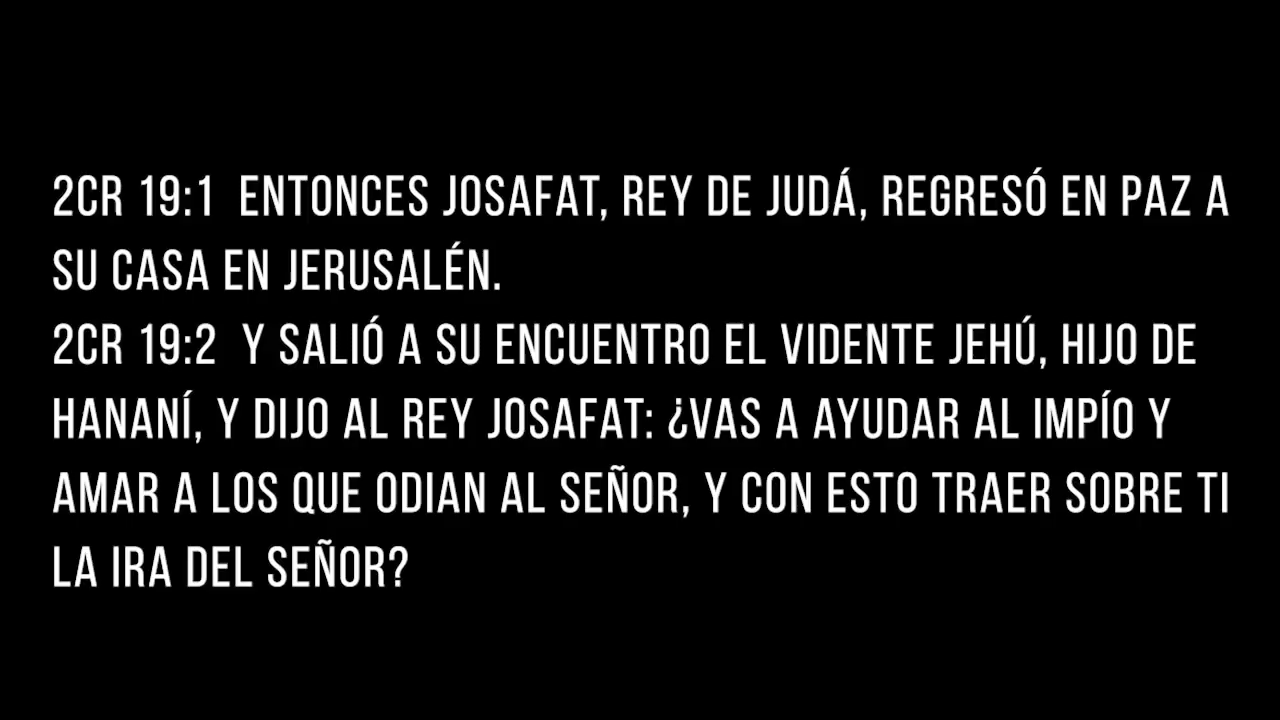 2CR 19:1  ENTONCES JOSAFAT, REY DE JUDÁ, REGRESÓ EN PAZ A
SU CASA EN JERUSALÉN.
2CR 19:2  Y SALIÓ A SU ENCUENTRO EL VIDENTE JEHÚ, HIJO DE
HANANÍ, Y DIJO AL REY JOSAFAT: ¿VAS A AYUDAR AL IMPÍO Y
AMAR A LOS QUE ODIAN AL SEÑOR, Y CON ESTO TRAER SOBRE TI
LA IRA DEL SEÑOR?